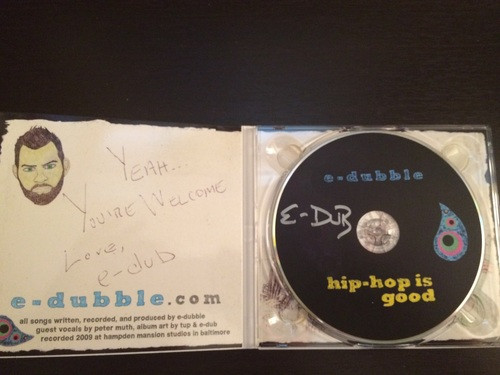 YEAH...
YOU'RE WELCOME
Love,
e-dub
e-dubble.com
all songs written, recorded, and produced by e-dubble
guest vocals by peter muth, album art by tup & e-dub
recorded 2009 at hampden mansion studios in baltimore
e-dubble
E-DUB
hip-hop is
good